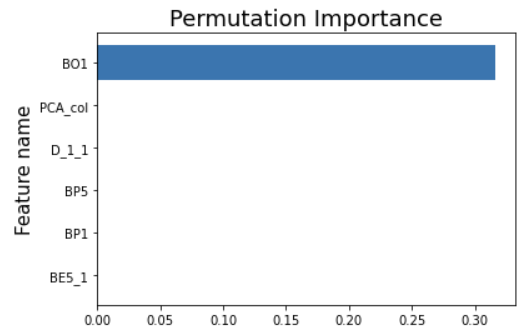 Permutation Importance
Feature name
BO1
PCA_col
D_1_1
BP5
BP1
BE5_1
0.00 0.05 0.10 0.15 0.20 0.25 0.30